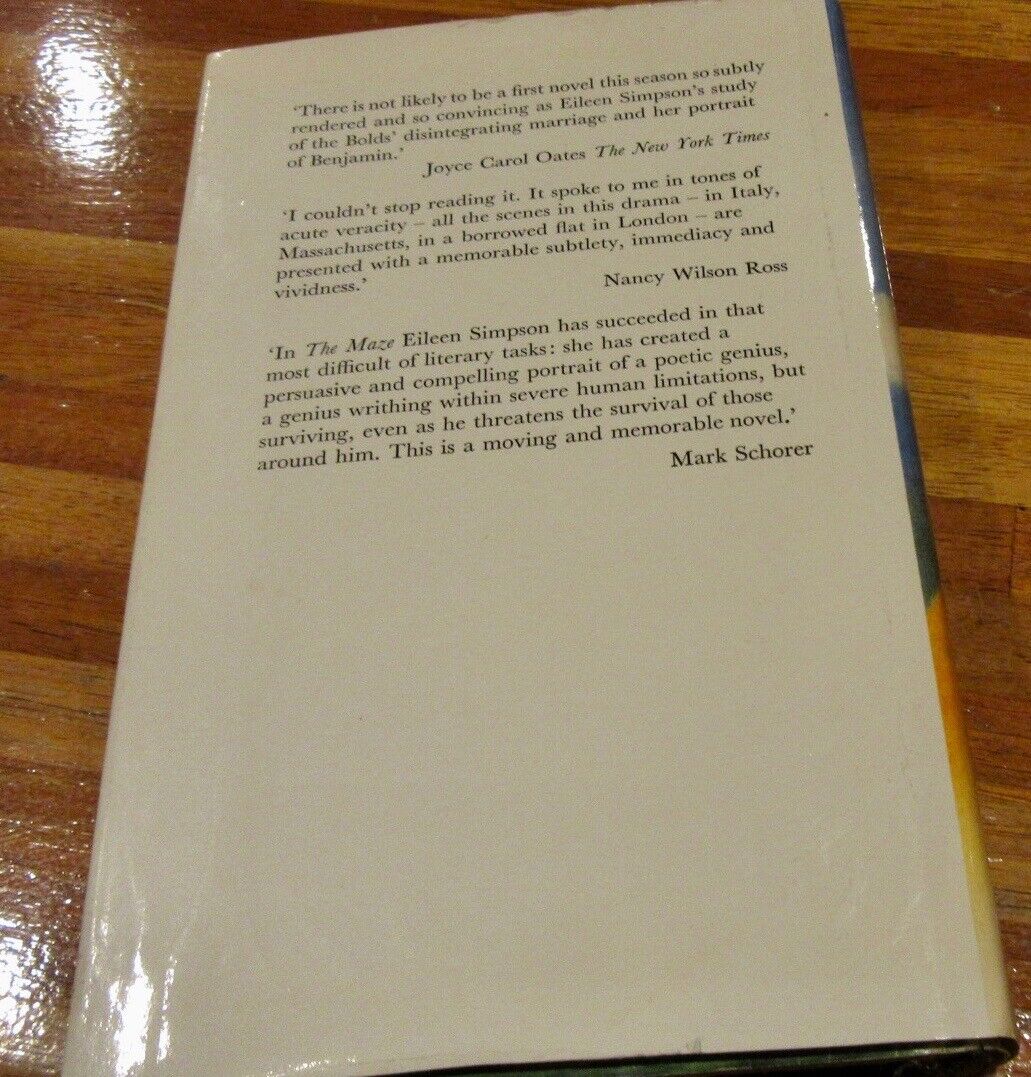 ‘There is not likely to be a first novel this season so subtly
rendered and so convincing as Eileen Simpson’s study
of the Bolds’ disintegrating marriage and her portrait
of Benjamin.’
Joyce Carol Oates The New York Times
‘I couldn’t stop reading it. It spoke to me in tones of
acute veracity – all the scenes in this drama – in Italy,
Massachusetts, in a borrowed flat in London – are
presented with a memorable subtlety, immediacy and
vividness.’
Nancy Wilson Ross
‘In The Maze Eileen Simpson has succeeded in that
most difficult of literary tasks: she has created a
persuasive and compelling portrait of a poetic genius,
a genius writhing within severe human limitations, but
surviving, even as he threatens the survival of those
around him. This is a moving and memorable novel.’
Mark Schorer